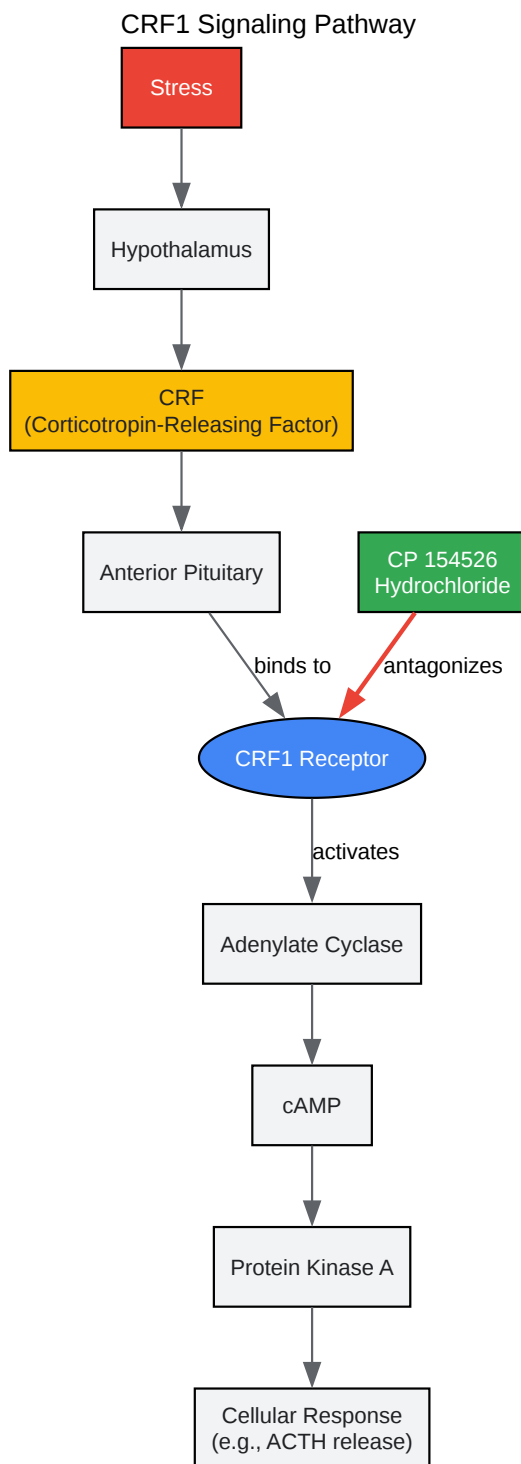 CRF1 Signaling Pathway
Stress
Hypothalamus
CRF
(Corticotropin-Releasing Factor)
Anterior Pituitary
CP 154526
Hydrochloride
binds to
antagonizes
CRF1 Receptor
activates
Adenylate Cyclase
cAMP
Protein Kinase A
Cellular Response
(e.g., ACTH release)